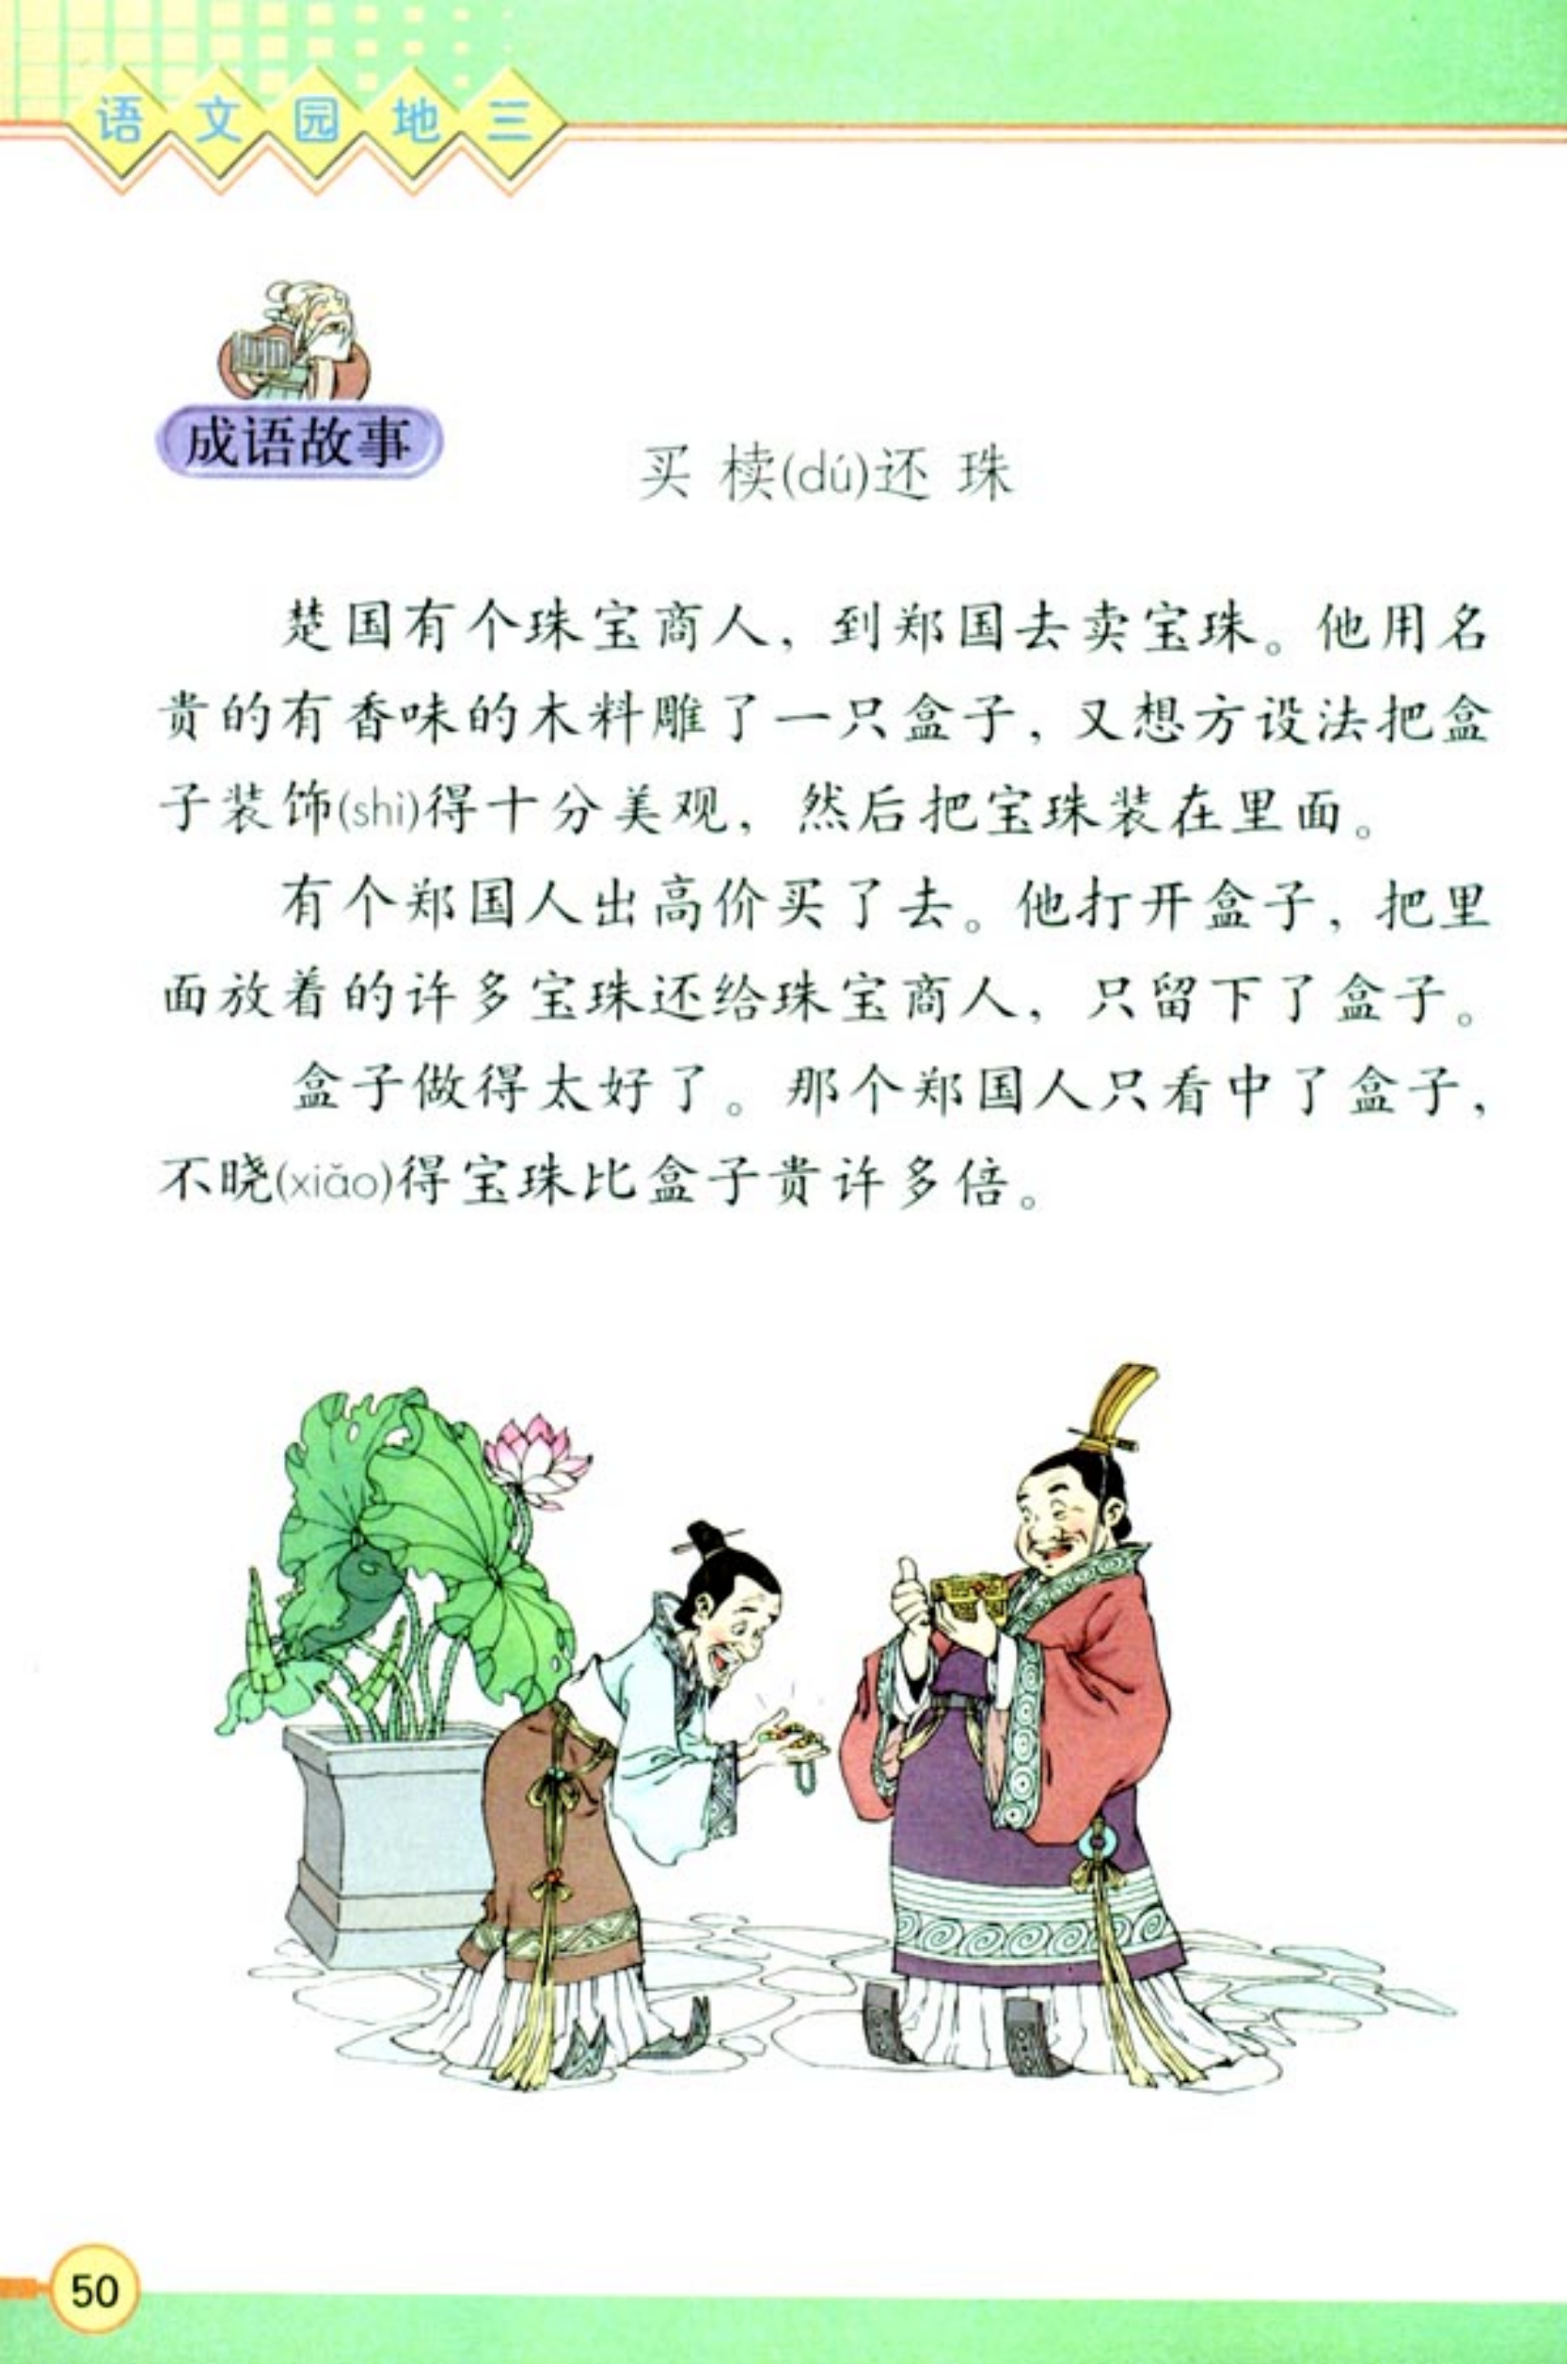 语文园地三
成语故事
买椟(dú)还珠
楚国有个珠宝商人，到郑国去卖宝珠。他用名
贵的有香味的木料雕了一只盒子，又想方设法把盒
子装饰(shì)得十分美观，然后把宝珠装在里面。
有个郑国人出高价买了去。他打开盒子，把里
面放着的许多宝珠还给珠宝商人，只留下了盒子。
盒子做得太好了。那个郑国人只看中了盒子，
不晓(xiǎo)得宝珠比盒子贵许多倍。
50